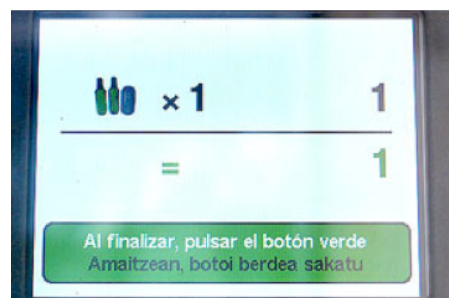 × 1 1
= 1
Al finalizar, pulsar el botón verde
Amaitzean, botoi berdea sakatu